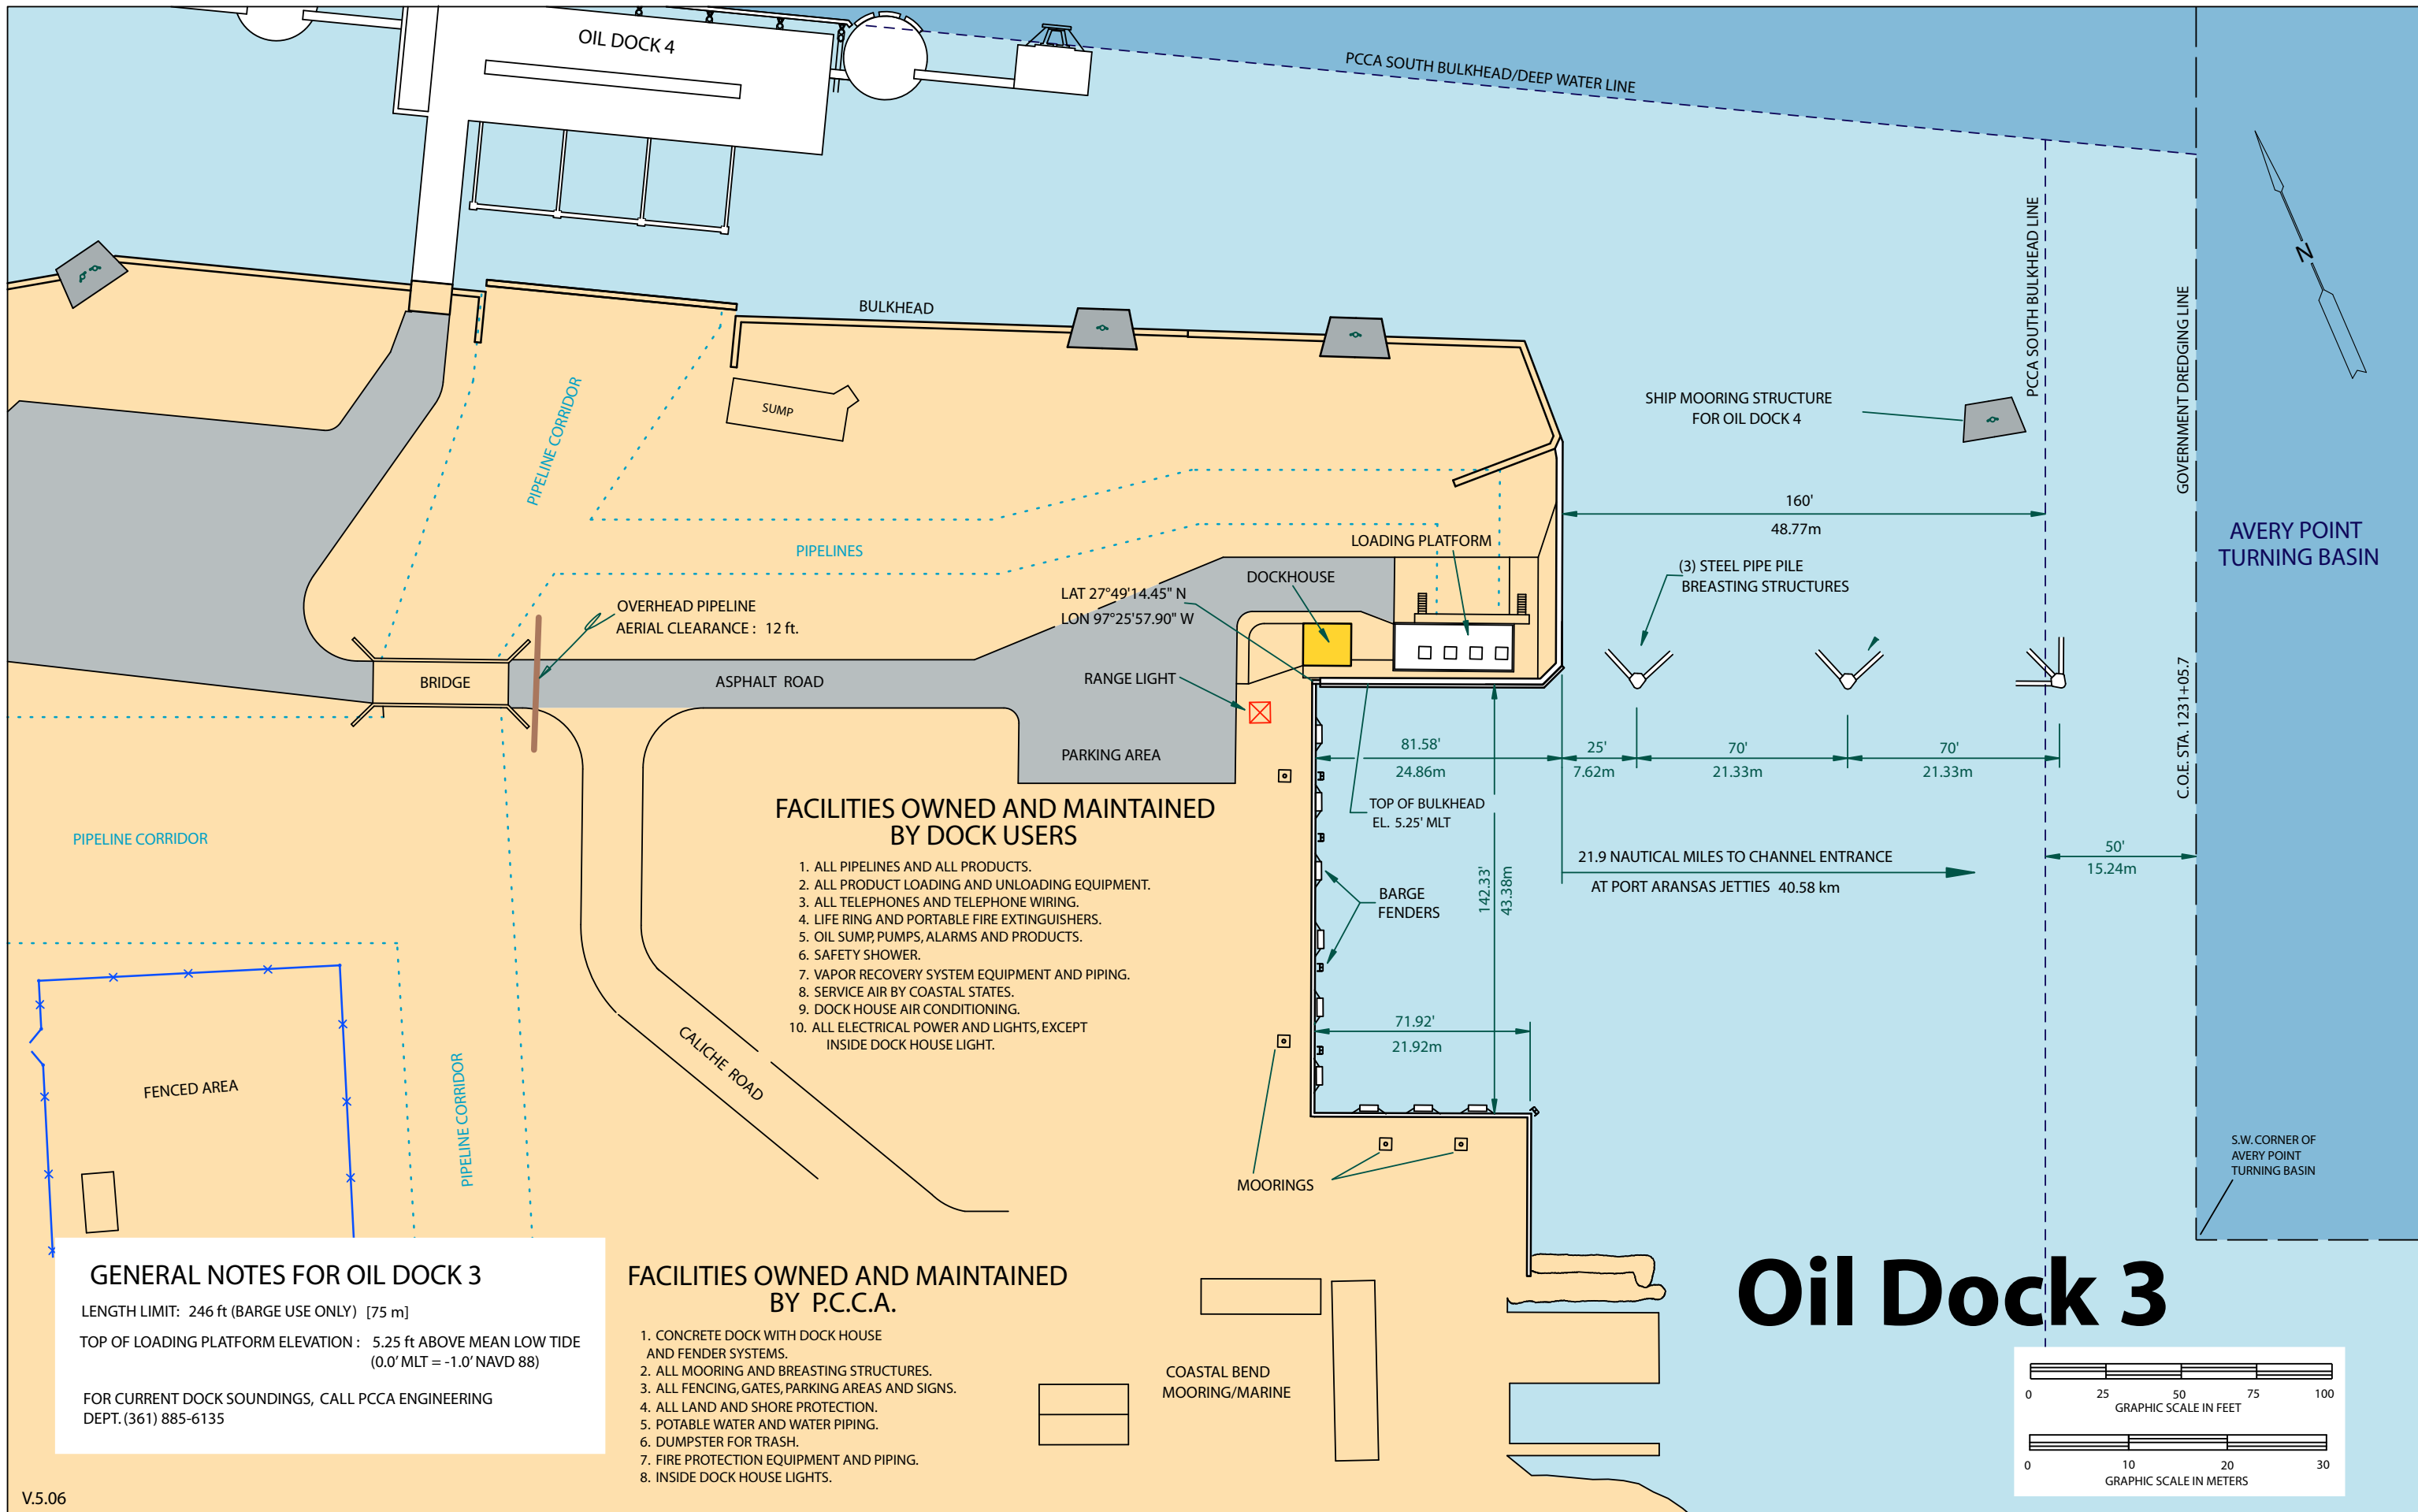 OIL DOCK 4
PCCA SOUTH BULKHEAD/DEEP WATER LINE
N
PCCA SOUTH BULKHEAD LINE
GOVERNMENT DREDGING LINE
C.O.E. STA. 1231+05.7
BULKHEAD
SUMP
PIPELINE CORRIDOR
PIPELINES
SHIP MOORING STRUCTURE
FOR OIL DOCK 4
160'
48.77m
AVERY POINT
TURNING BASIN
LOADING PLATFORM
DOCKHOUSE
(3) STEEL PIPE PILE
BREASTING STRUCTURES
LAT 27°49'14.45" N
LON 97°25'57.90" W
OVERHEAD PIPELINE
AERIAL CLEARANCE : 12 ft.
BRIDGE
ASPHALT ROAD
RANGE LIGHT
PARKING AREA
81.58'
24.86m
25'
7.62m
70'
21.33m
70'
21.33m
TOP OF BULKHEAD
EL. 5.25' MLT
142.33'
43.38m
21.9 NAUTICAL MILES TO CHANNEL ENTRANCE
AT PORT ARANSAS JETTIES 40.58 km
50'
15.24m
BARGE
FENDERS
71.92'
21.92m
MOORINGS
S.W. CORNER OF
AVERY POINT
TURNING BASIN
PIPELINE CORRIDOR
PIPELINE CORRIDOR
FENCED AREA
CALICHE ROAD
FACILITIES OWNED AND MAINTAINED
BY DOCK USERS
1. ALL PIPELINES AND ALL PRODUCTS.
2. ALL PRODUCT LOADING AND UNLOADING EQUIPMENT.
3. ALL TELEPHONES AND TELEPHONE WIRING.
4. LIFE RING AND PORTABLE FIRE EXTINGUISHERS.
5. OIL SUMP, PUMPS, ALARMS AND PRODUCTS.
6. SAFETY SHOWER.
7. VAPOR RECOVERY SYSTEM EQUIPMENT AND PIPING.
8. SERVICE AIR BY COASTAL STATES.
9. DOCK HOUSE AIR CONDITIONING.
10. ALL ELECTRICAL POWER AND LIGHTS, EXCEPT
INSIDE DOCK HOUSE LIGHT.
GENERAL NOTES FOR OIL DOCK 3
LENGTH LIMIT: 246 ft (BARGE USE ONLY) [75 m]
TOP OF LOADING PLATFORM ELEVATION : 5.25 ft ABOVE MEAN LOW TIDE
(0.0' MLT = -1.0' NAVD 88)
FOR CURRENT DOCK SOUNDINGS, CALL PCCA ENGINEERING
DEPT. (361) 885-6135
FACILITIES OWNED AND MAINTAINED
BY P.C.C.A.
1. CONCRETE DOCK WITH DOCK HOUSE
AND FENDER SYSTEMS.
2. ALL MOORING AND BREASTING STRUCTURES.
3. ALL FENCING, GATES, PARKING AREAS AND SIGNS.
4. ALL LAND AND SHORE PROTECTION.
5. POTABLE WATER AND WATER PIPING.
6. DUMPSTER FOR TRASH.
7. FIRE PROTECTION EQUIPMENT AND PIPING.
8. INSIDE DOCK HOUSE LIGHTS.
COASTAL BEND
MOORING/MARINE
Oil Dock 3
0 25 50 75 100
GRAPHIC SCALE IN FEET
0 10 20 30
GRAPHIC SCALE IN METERS
V.5.06